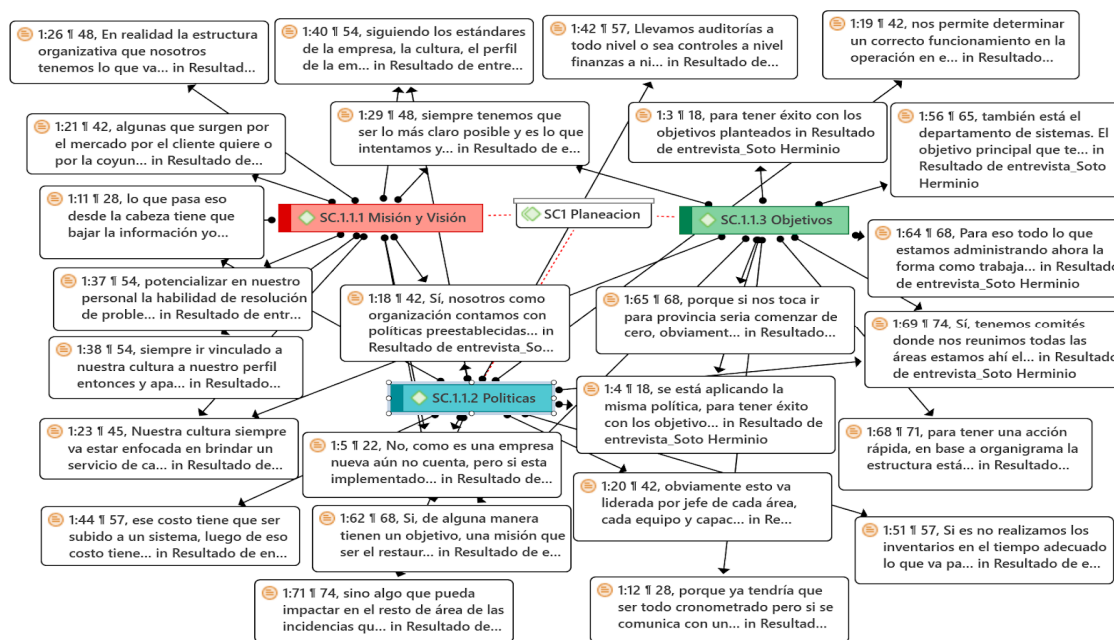 1:26 ¶ 48, En realidad la estructura
organizativa que nosotros
tenemos lo que va... in Resultad...
1:40 ¶ 54, siguiendo los estándares
de la empresa, la cultura, el perfil
de la em... in Resultado de entre...
1:42 ¶ 57, Llevamos auditorías a
todo nivel o sea controles a nivel
finanzas a ni... in Resultado de...
1:19 ¶ 42, nos permite determinar
un correcto funcionamiento en la
operación en e... in Resultado...
1:21 ¶ 42, algunas que surgen por
el mercado por el cliente quiere o
por la coyun... in Resultado de...
1:29 ¶ 48, siempre tenemos que
ser lo más claro posible y es lo que
intentamos y... in Resultado de e...
1:3 ¶ 18, para tener éxito con los
objetivos planteados in Resultado
de entrevista_Soto Herminio
1:56 ¶ 65, también está el
departamento de sistemas. El
objetivo principal que te... in
Resultado de entrevista_Soto
Herminio
1:11 ¶ 28, lo que pasa eso
desde la cabeza tiene que
bajar la información yo...
in Resultado de
SC.1.1.1 Misión y Visión
SC1 Planeacion
SC.1.1.3 Objetivos
1:64 ¶ 68, Para eso todo lo que
estamos administrando ahora la
forma como trabaja... in Resultado
de entrevista_Soto Herminio
1:37 ¶ 54, potencializar en nuestro
personal la habilidad de resolución
de proble... in Resultado de entr...
1:18 ¶ 42, Sí, nosotros como
organización contamos con
políticas preestablecidas... in
Resultado de entrevista_So...
1:65 ¶ 68, porque si nos toca ir
para provincia seria comenzar de
cero, obviament... in Resultado...
1:69 ¶ 74, Sí, tenemos comités
donde nos reunimos todas las
áreas estamos ahí el... in Resultado
de entrevista_Soto Herminio
1:38 ¶ 54, siempre ir vinculado a
nuestra cultura a nuestro perfil
entonces y apa... in Resultado...
SC.1.1.2 Politicas
1:4 ¶ 18, se está aplicando la
misma política, para tener éxito
con los objetivo... in Resultado de
entrevista_Soto Herminio
1:23 ¶ 45, Nuestra cultura siempre
va estar enfocada en brindar un
servicio de ca... in Resultado de...
1:5 ¶ 22, No, como es una empresa
nueva aún no cuenta, pero si esta
implementado... in Resultado de...
1:68 ¶ 71, para tener una acción
rápida, en base a organigrama la
estructura está... in Resultado...
1:20 ¶ 42, obviamente esto va
liderada por jefe de cada área,
cada equipo y capac... in Re...
1:44 ¶ 57, ese costo tiene que ser
subido a un sistema, luego de eso
costo tiene... in Resultado de en...
1:62 ¶ 68, Si, de alguna manera
tienen un objetivo, una misión que
ser el restaur... in Resultado de e...
1:51 ¶ 57, Si es no realizamos los
inventarios en el tiempo adecuado
lo que va pa... in Resultado de e...
1:71 ¶ 74, sino algo que pueda
impactar en el resto de área de las
incidencias qu... in Resultado de...
1:12 ¶ 28, porque ya tendría que
ser todo cronometrado pero si se
comunica con un... in Resultad...